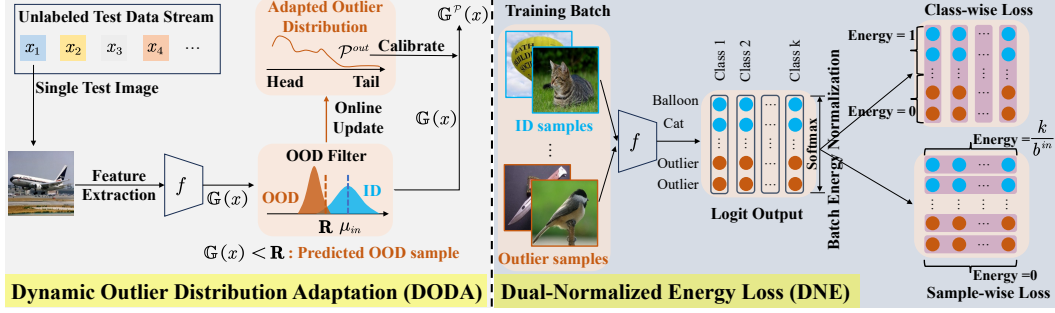 Unlabeled Test Data Stream
x₁ x₂ x₃ x₄ ...
Single Test Image
Feature
Extraction
f
𝔾(x)
Adapted Outlier
Distribution
𝒫ᵒᵘᵗ
Head Tail
Calibrate
𝔾ᴾ(x)
𝔾(x)
Online
Update
OOD Filter
OOD
ID
R μᵢₙ
𝔾(x) < R : Predicted OOD sample
Dynamic Outlier Distribution Adaptation (DODA)
Training Batch
ID samples
...
Outlier samples
f
Class 1
Class 2
Class k
Balloon
Cat
Outlier
Outlier
...
Softmax
Logit Output
Batch Energy Normalization
Class-wise Loss
Energy = 1
Energy = 0
Energy = k/bⁱⁿ
Energy =0
Sample-wise Loss
Dual-Normalized Energy Loss (DNE)